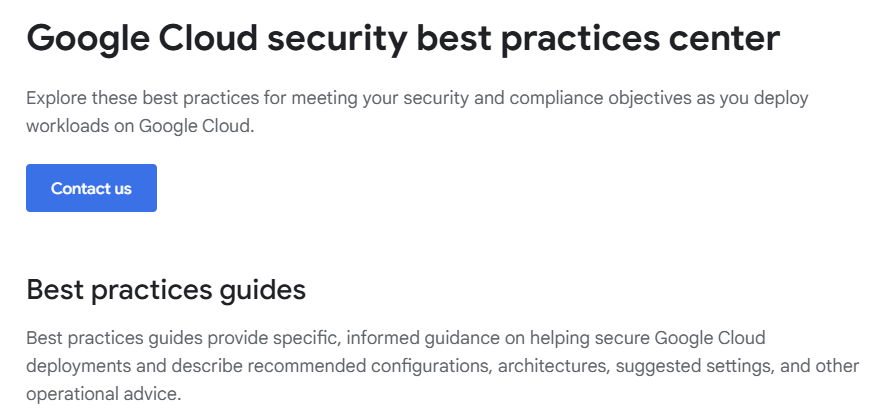 Google Cloud security best practices center
Explore these best practices for meeting your security and compliance objectives as you deploy
workloads on Google Cloud.
Contact us
Best practices guides
Best practices guides provide specific, informed guidance on helping secure Google Cloud
deployments and describe recommended configurations, architectures, suggested settings, and other
operational advice.